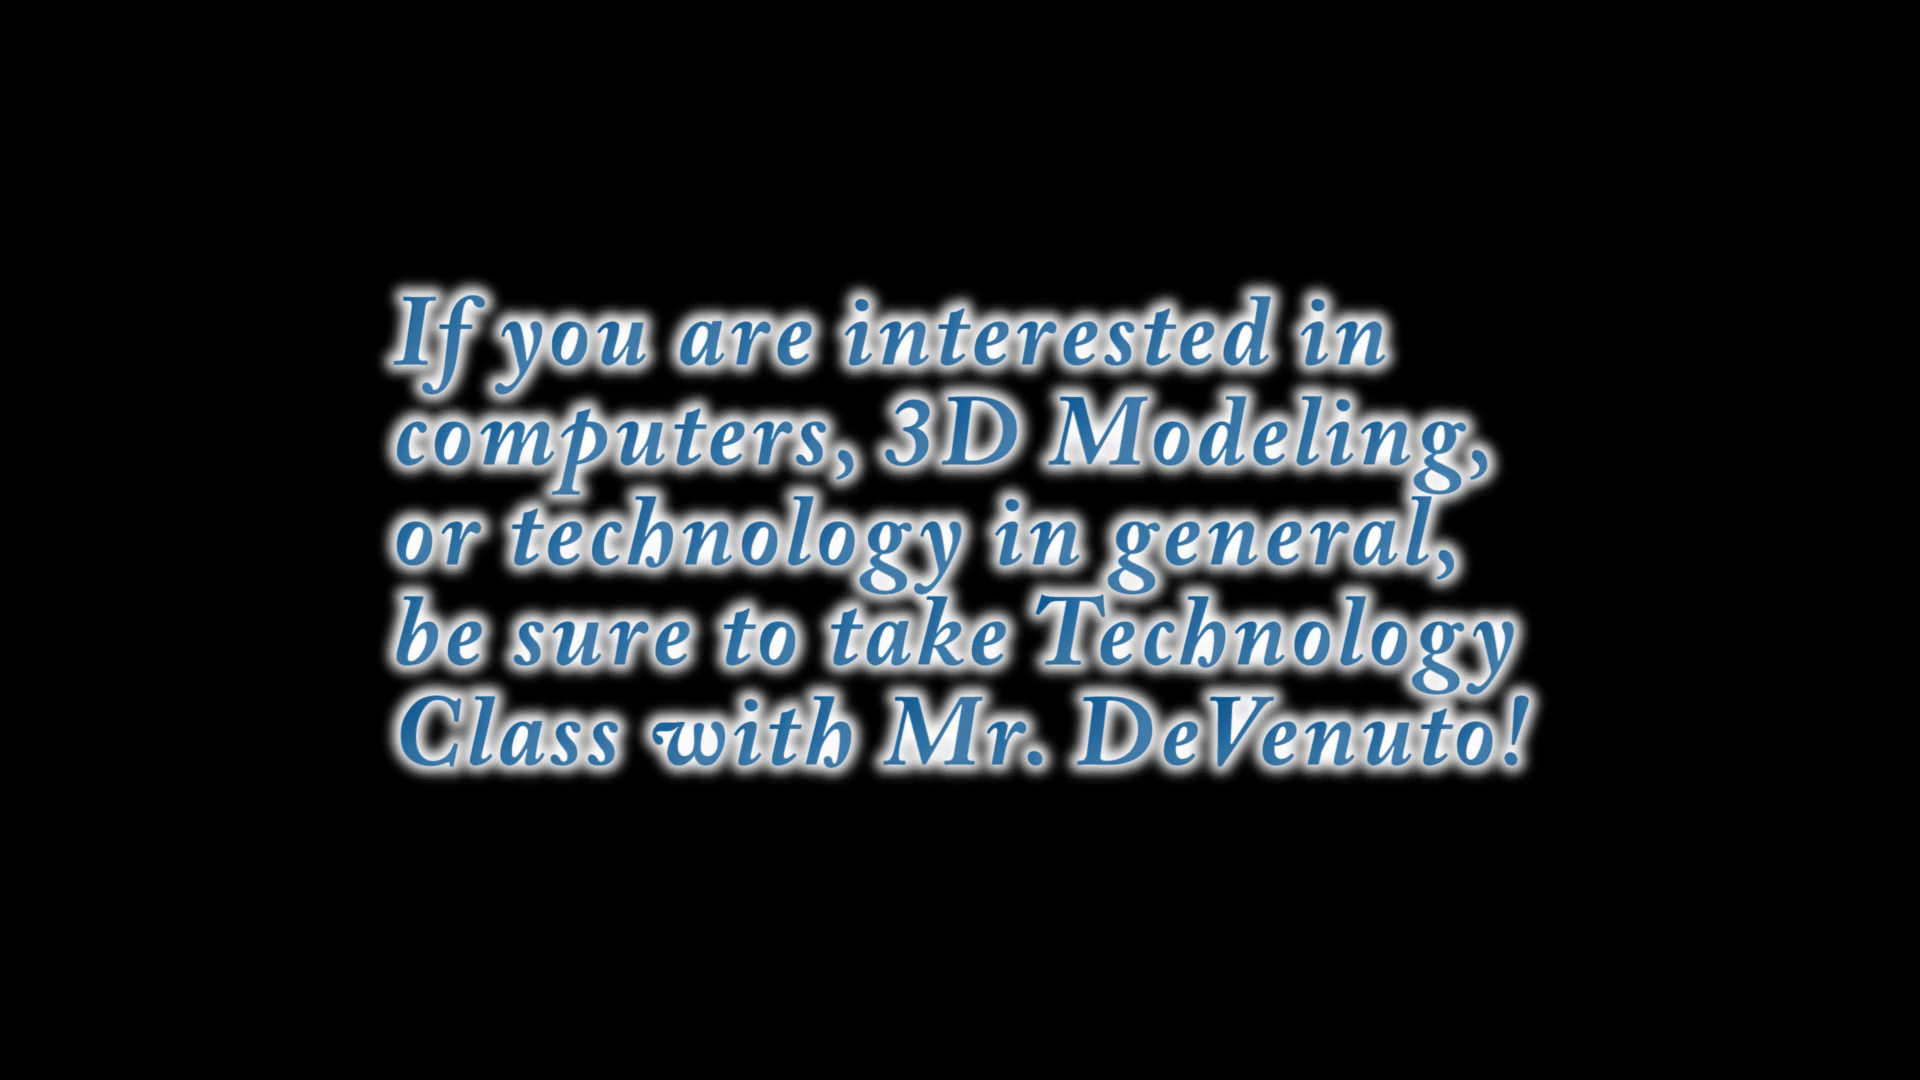 If you are interested in
computers, 3D Modeling,
or technology in general,
be sure to take Technology
Class with Mr. DeVenuto!